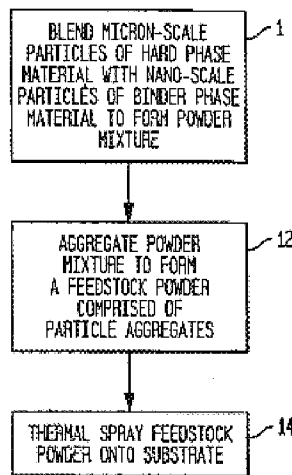 BLEND MICRON-SCALE
PARTICLES OF HARD PHASE
MATERIAL WITH NANO-SCALE
PARTICLES OF BINDER PHASE
MATERIAL TO FORM POWDER
MIXTURE
1
AGGREGATE POWDER
MIXTURE TO FORM
A FEEDSTOCK POWDER
COMPRISED OF
PARTICLE AGGREGATES
12
THERMAL SPRAY FEEDSTOCK
POWDER ONTO SUBSTRATE
14